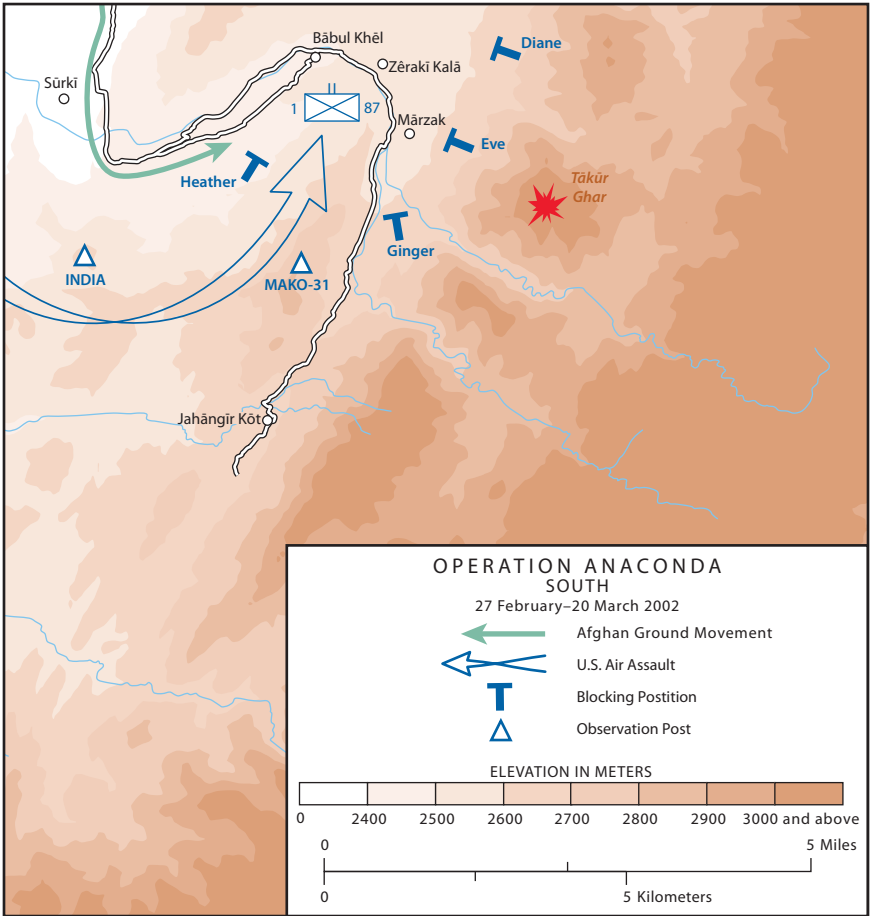 Diane
Bābul Khēl
Zêrakī Kalā
Sūrkī
II
1 87
Mārzak
Eve
Heather
Tākūr
Ghar
Ginger
INDIA
MAKO-31
Jahāngīr Kōt
OPERATION ANACONDA
SOUTH
27 February–20 March 2002
Afghan Ground Movement
U.S. Air Assault
Blocking Postition
Observation Post
ELEVATION IN METERS
0 2400 2500 2600 2700 2800 2900 3000 and above
0 5 Miles
0 5 Kilometers